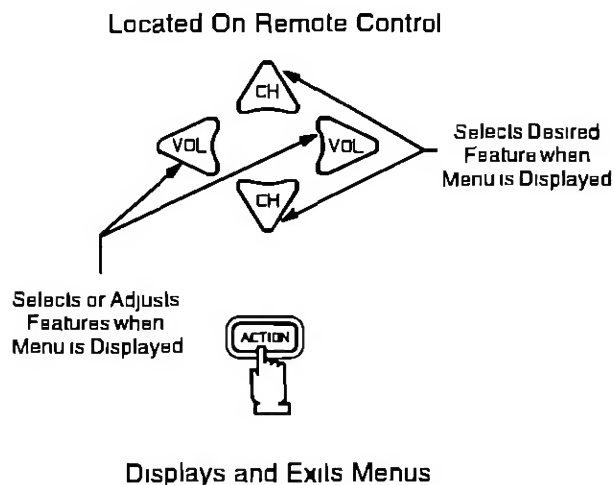 Located On Remote Control
CH
VOL
VOL
CH
Selects Desired
Feature when
Menu is Displayed
Selects or Adjusts
Features when
Menu is Displayed
ACTION
Displays and Exits Menus